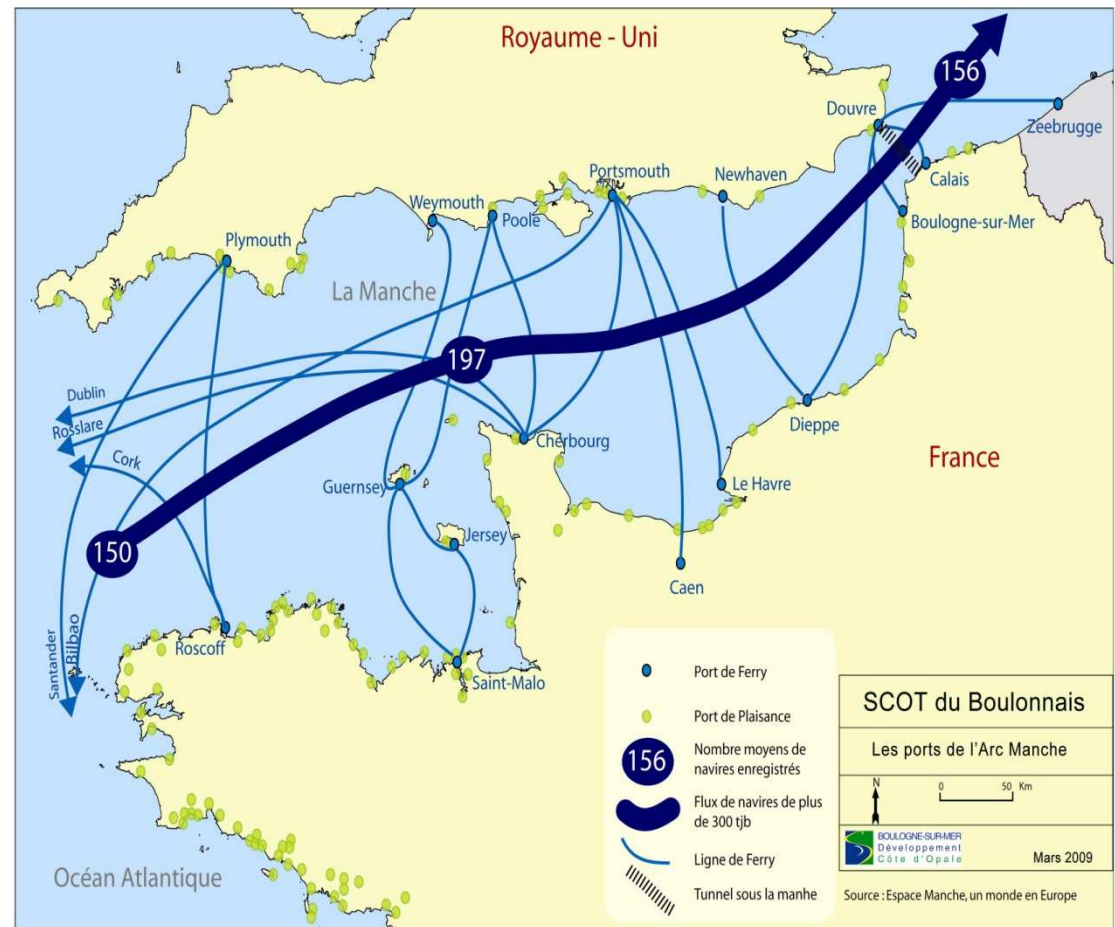 Royaume - Uni
156
Douvre
Zeebrugge
Calais
Portsmouth
Newhaven
Weymouth
Poole
Boulogne-sur-Mer
Plymouth
La Manche
197
Dublin
Rosslare
Cork
Cherbourg
Dieppe
France
Guernsey
Le Havre
150
Jersey
Caen
Santander
Bilbao
Roscoff
Saint-Malo
Océan Atlantique
Port de Ferry
Port de Plaisance
156
Nombre moyens de
navires enregistrés
Flux de navires de plus
de 300 tjb
Ligne de Ferry
Tunnel sous la manhe
SCOT du Boulonnais
Les ports de l'Arc Manche
N
0 50 Km
BOULOGNE-SUR-MER
Développement
Côte d'Opale
Mars 2009
Source : Espace Manche, un monde en Europe